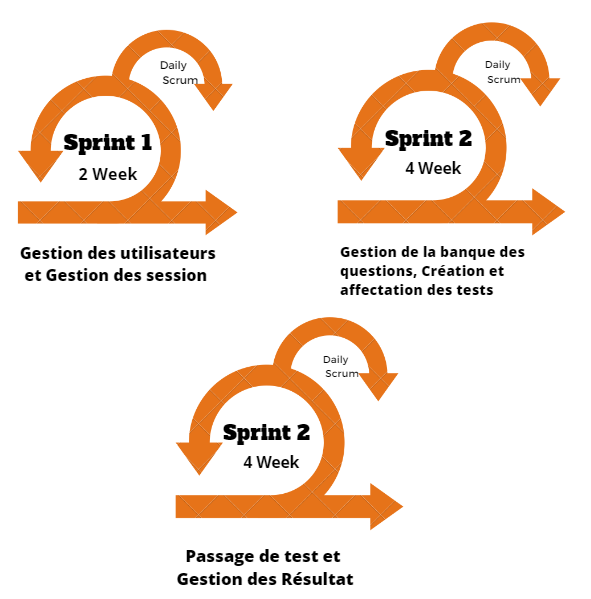 Daily
Scrum
Sprint 1
2 Week
Gestion des utilisateurs
et Gestion des session
Daily
Scrum
Sprint 2
4 Week
Gestion de la banque des
questions, Création et
affectation des tests
Daily
Scrum
Sprint 2
4 Week
Passage de test et
Gestion des Résultat